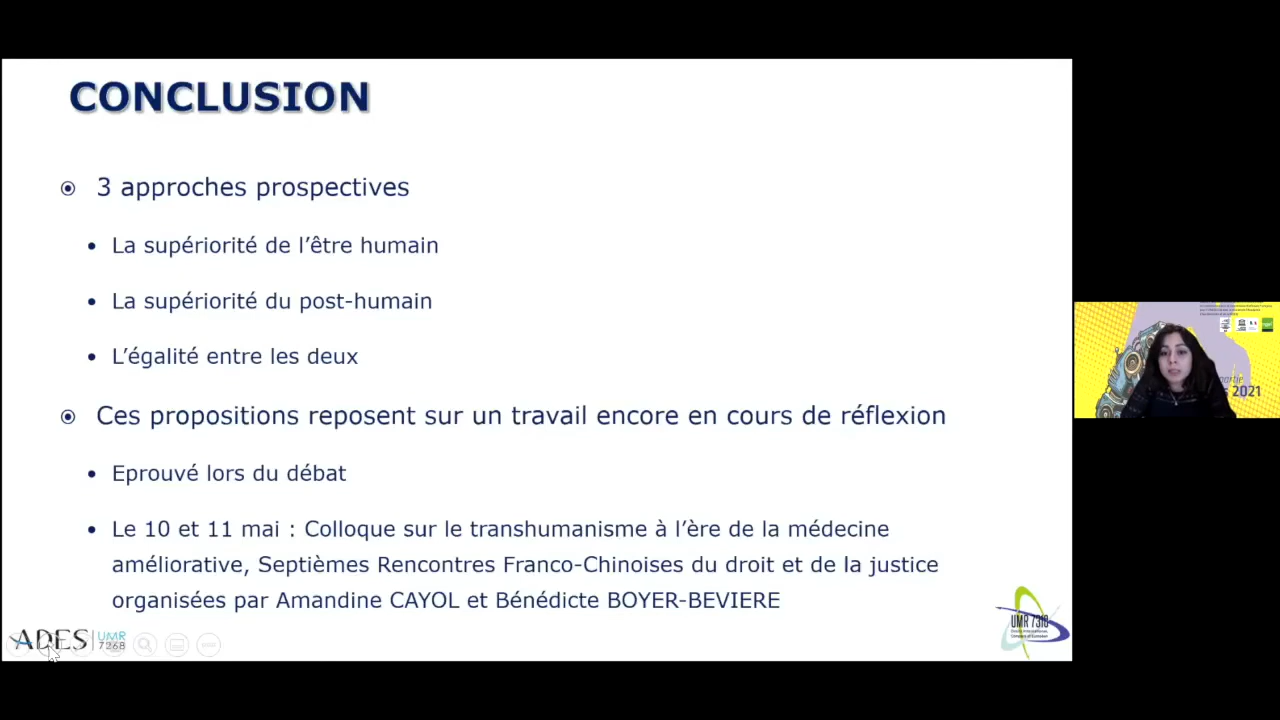 CONCLUSION
3 approches prospectives
La supériorité de l’être humain
La supériorité du post-humain
L’égalité entre les deux
Ces propositions reposent sur un travail encore en cours de réflexion
Eprouvé lors du débat
Le 10 et 11 mai : Colloque sur le transhumanisme à l’ère de la médecine
améliorative, Septièmes Rencontres Franco-Chinoises du droit et de la justice
organisées par Amandine CAYOL et Bénédicte BOYER-BEVIERE
ADES UMR
7268
UMR 7318
2021